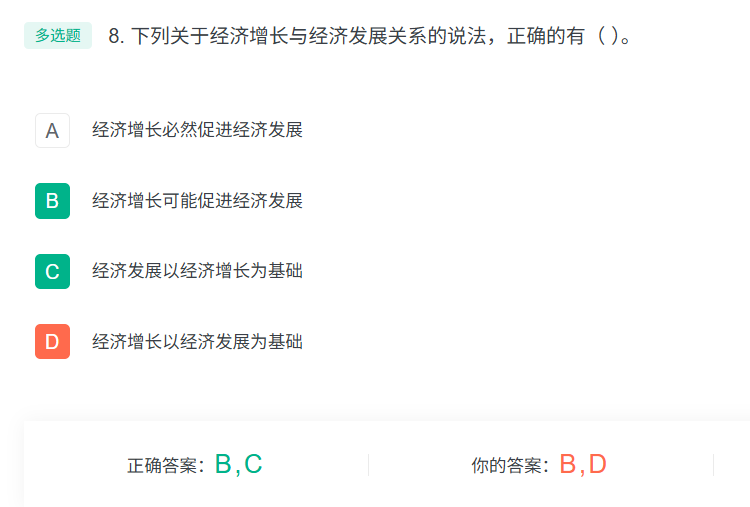 多选题 8. 下列关于经济增长与经济发展关系的说法，正确的有（ )。
A 经济增长必然促进经济发展
B 经济增长可能促进经济发展
C 经济发展以经济增长为基础
D 经济增长以经济发展为基础
正确答案：B,C 你的答案：B,D